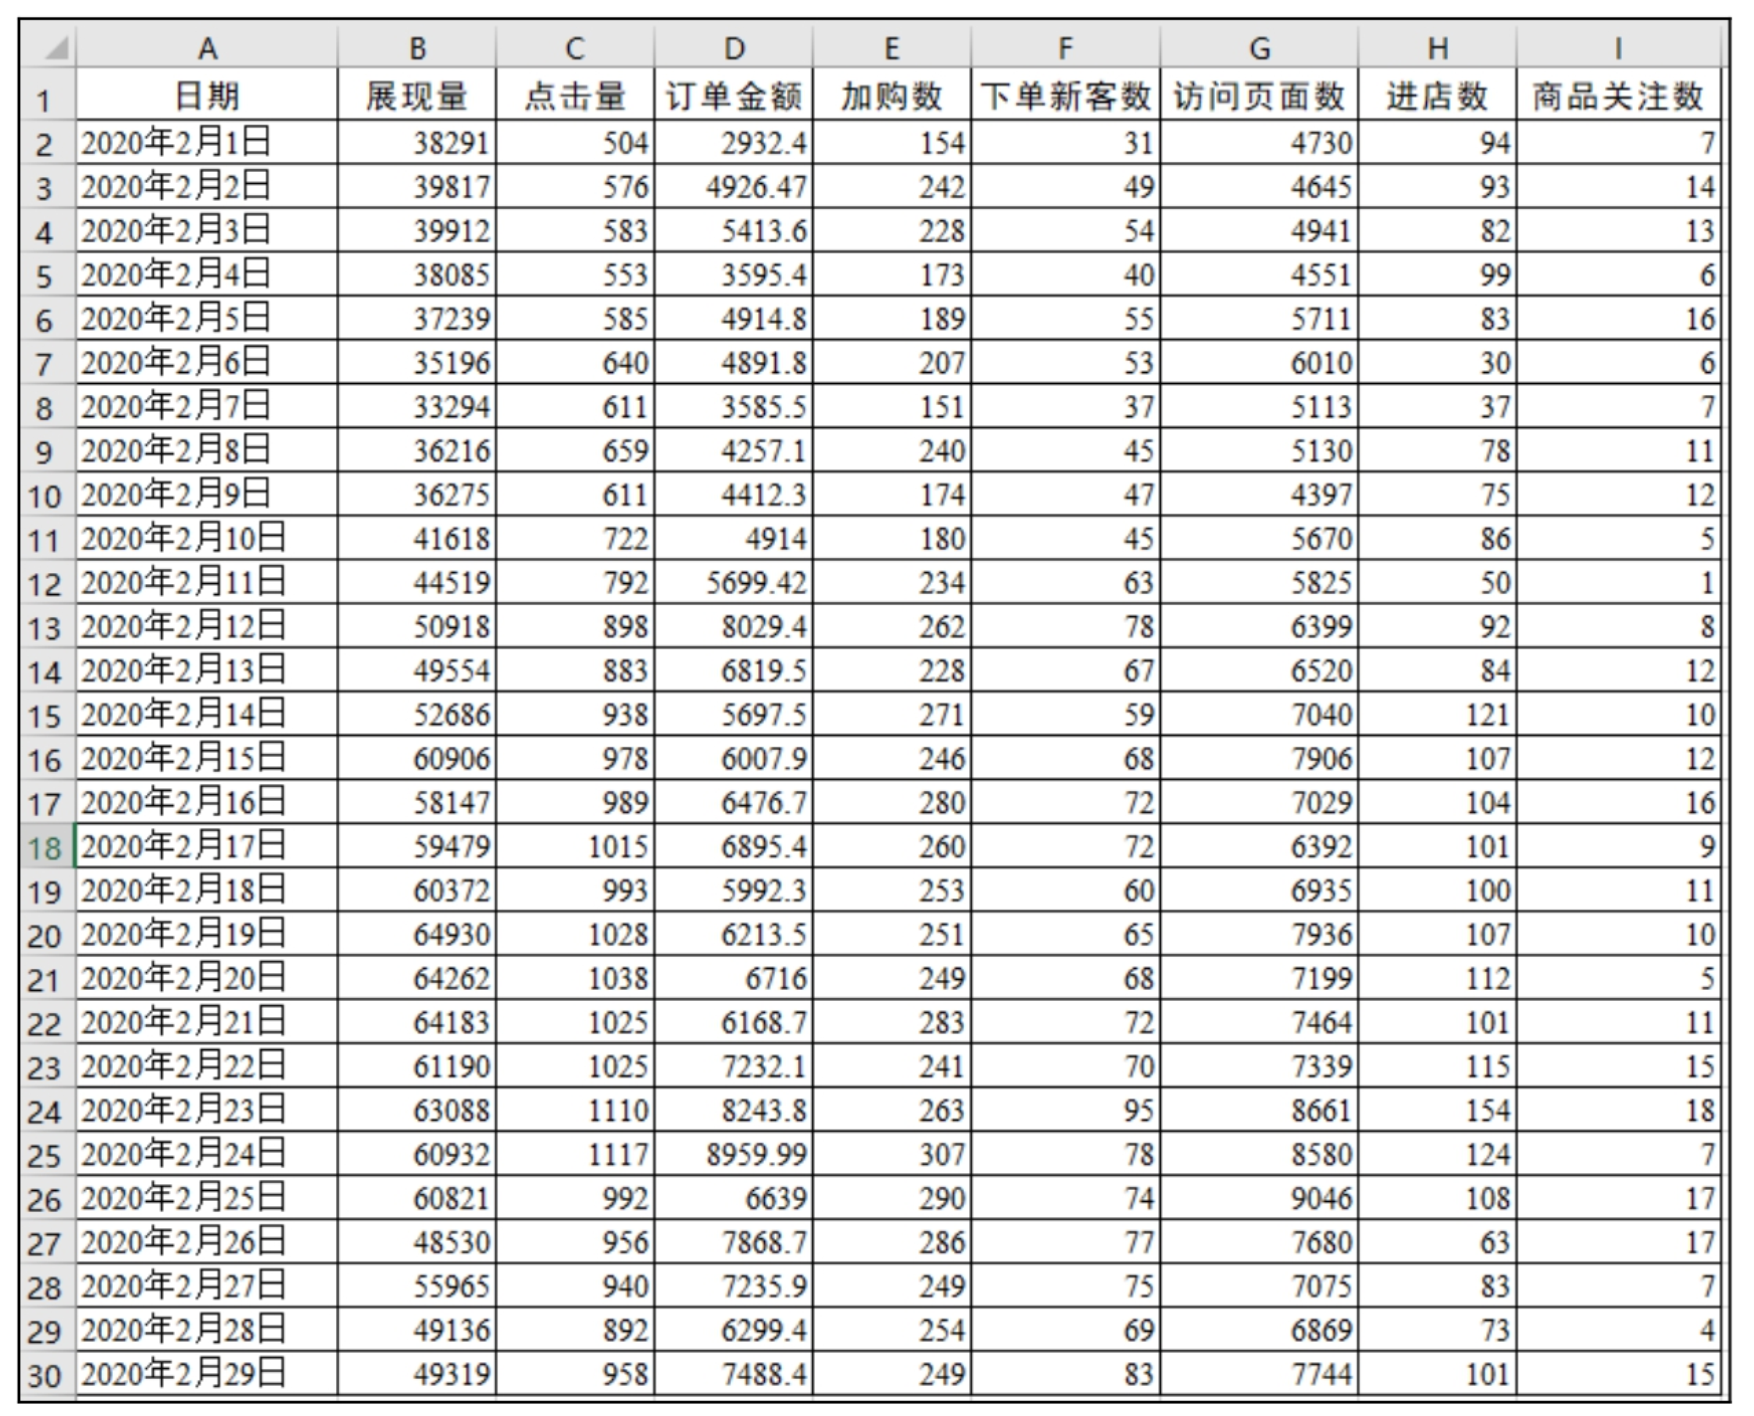 A B C D E F G H I
1 日期 展现量 点击量 订单金额 加购数 下单新客数 访问页面数 进店数 商品关注数
2 2020年2月1日 38291 504 2932.4 154 31 4730 94 7
3 2020年2月2日 39817 576 4926.47 242 49 4645 93 14
4 2020年2月3日 39912 583 5413.6 228 54 4941 82 13
5 2020年2月4日 38085 553 3595.4 173 40 4551 99 6
6 2020年2月5日 37239 585 4914.8 189 55 5711 83 16
7 2020年2月6日 35196 640 4891.8 207 53 6010 30 6
8 2020年2月7日 33294 611 3585.5 151 37 5113 37 7
9 2020年2月8日 36216 659 4257.1 240 45 5130 78 11
10 2020年2月9日 36275 611 4412.3 174 47 4397 75 12
11 2020年2月10日 41618 722 4914 180 45 5670 86 5
12 2020年2月11日 44519 792 5699.42 234 63 5825 50 1
13 2020年2月12日 50918 898 8029.4 262 78 6399 92 8
14 2020年2月13日 49554 883 6819.5 228 67 6520 84 12
15 2020年2月14日 52686 938 5697.5 271 59 7040 121 10
16 2020年2月15日 60906 978 6007.9 246 68 7906 107 12
17 2020年2月16日 58147 989 6476.7 280 72 7029 104 16
18 2020年2月17日 59479 1015 6895.4 260 72 6392 101 9
19 2020年2月18日 60372 993 5992.3 253 60 6935 100 11
20 2020年2月19日 64930 1028 6213.5 251 65 7936 107 10
21 2020年2月20日 64262 1038 6716 249 68 7199 112 5
22 2020年2月21日 64183 1025 6168.7 283 72 7464 101 11
23 2020年2月22日 61190 1025 7232.1 241 70 7339 115 15
24 2020年2月23日 63088 1110 8243.8 263 95 8661 154 18
25 2020年2月24日 60932 1117 8959.99 307 78 8580 124 7
26 2020年2月25日 60821 992 6639 290 74 9046 108 17
27 2020年2月26日 48530 956 7868.7 286 77 7680 63 17
28 2020年2月27日 55965 940 7235.9 249 75 7075 83 7
29 2020年2月28日 49136 892 6299.4 254 69 6869 73 4
30 2020年2月29日 49319 958 7488.4 249 83 7744 101 15